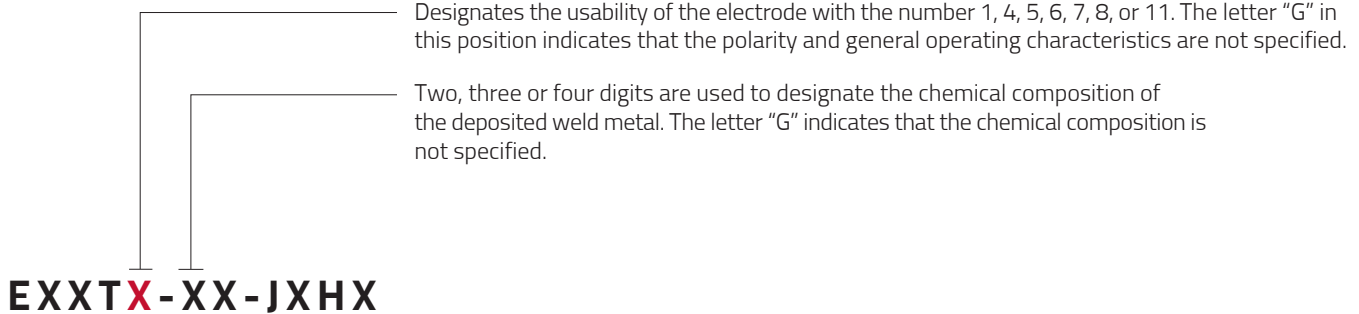 Designates the usability of the electrode with the number 1, 4, 5, 6, 7, 8, or 11. The letter “G” in
this position indicates that the polarity and general operating characteristics are not specified.
Two, three or four digits are used to designate the chemical composition of
the deposited weld metal. The letter “G” indicates that the chemical composition is
not specified.
EXXTX-XX-JXHX